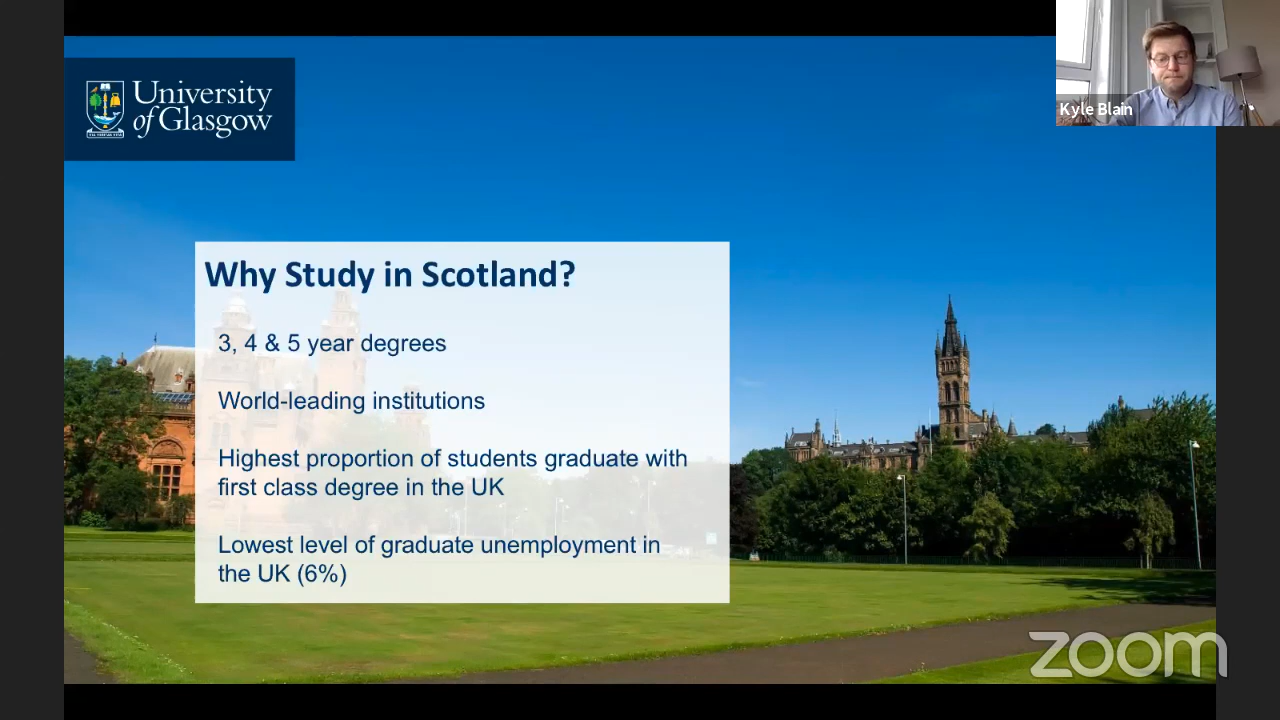 University
of Glasgow
Kyle Blain
Why Study in Scotland?
3, 4 & 5 year degrees
World-leading institutions
Highest proportion of students graduate with
first class degree in the UK
Lowest level of graduate unemployment in
the UK (6%)
zoom